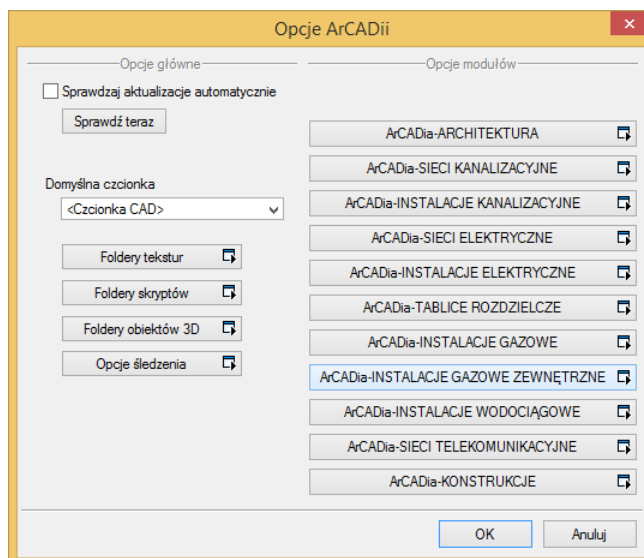 Opcje ArCADii
Opcje główne
Sprawdzaj aktualizacje automatycznie
Sprawdź teraz
Domyślna czcionka
<Czcionka CAD>
Foldery tekstur
Foldery skryptów
Foldery obiektów 3D
Opcje śledzenia
Opcje modułów
ArCADia-ARCHITEKTURA
ArCADia-SIECI KANALIZACYJNE
ArCADia-INSTALACJE KANALIZACYJNE
ArCADia-SIECI ELEKTRYCZNE
ArCADia-INSTALACJE ELEKTRYCZNE
ArCADia-TABLICE ROZDZIELCZE
ArCADia-INSTALACJE GAZOWE
ArCADia-INSTALACJE GAZOWE ZEWNĘTRZNE
ArCADia-INSTALACJE WODOCIĄGOWE
ArCADia-SIECI TELEKOMUNIKACYJNE
ArCADia-KONSTRUKCJE
OK
Anuluj